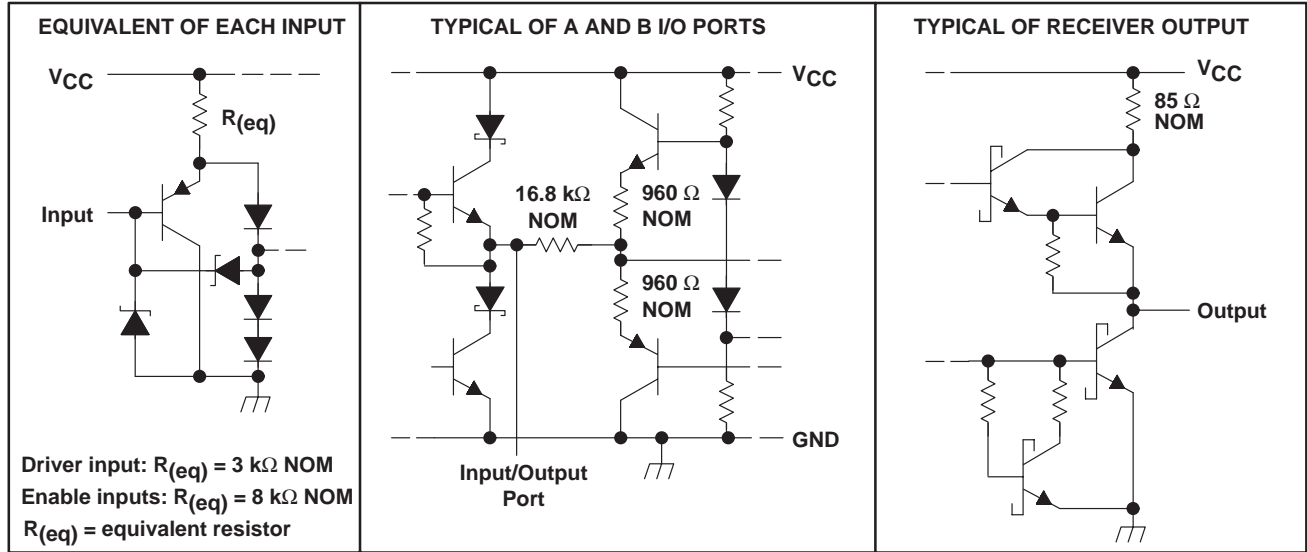 EQUIVALENT OF EACH INPUT
VCC
R(eq)
Input
Driver input: R(eq) = 3 kΩ NOM
Enable inputs: R(eq) = 8 kΩ NOM
R(eq) = equivalent resistor
TYPICAL OF A AND B I/O PORTS
VCC
16.8 kΩ
NOM
960 Ω
NOM
960 Ω
NOM
GND
Input/Output
Port
TYPICAL OF RECEIVER OUTPUT
VCC
85 Ω
NOM
Output